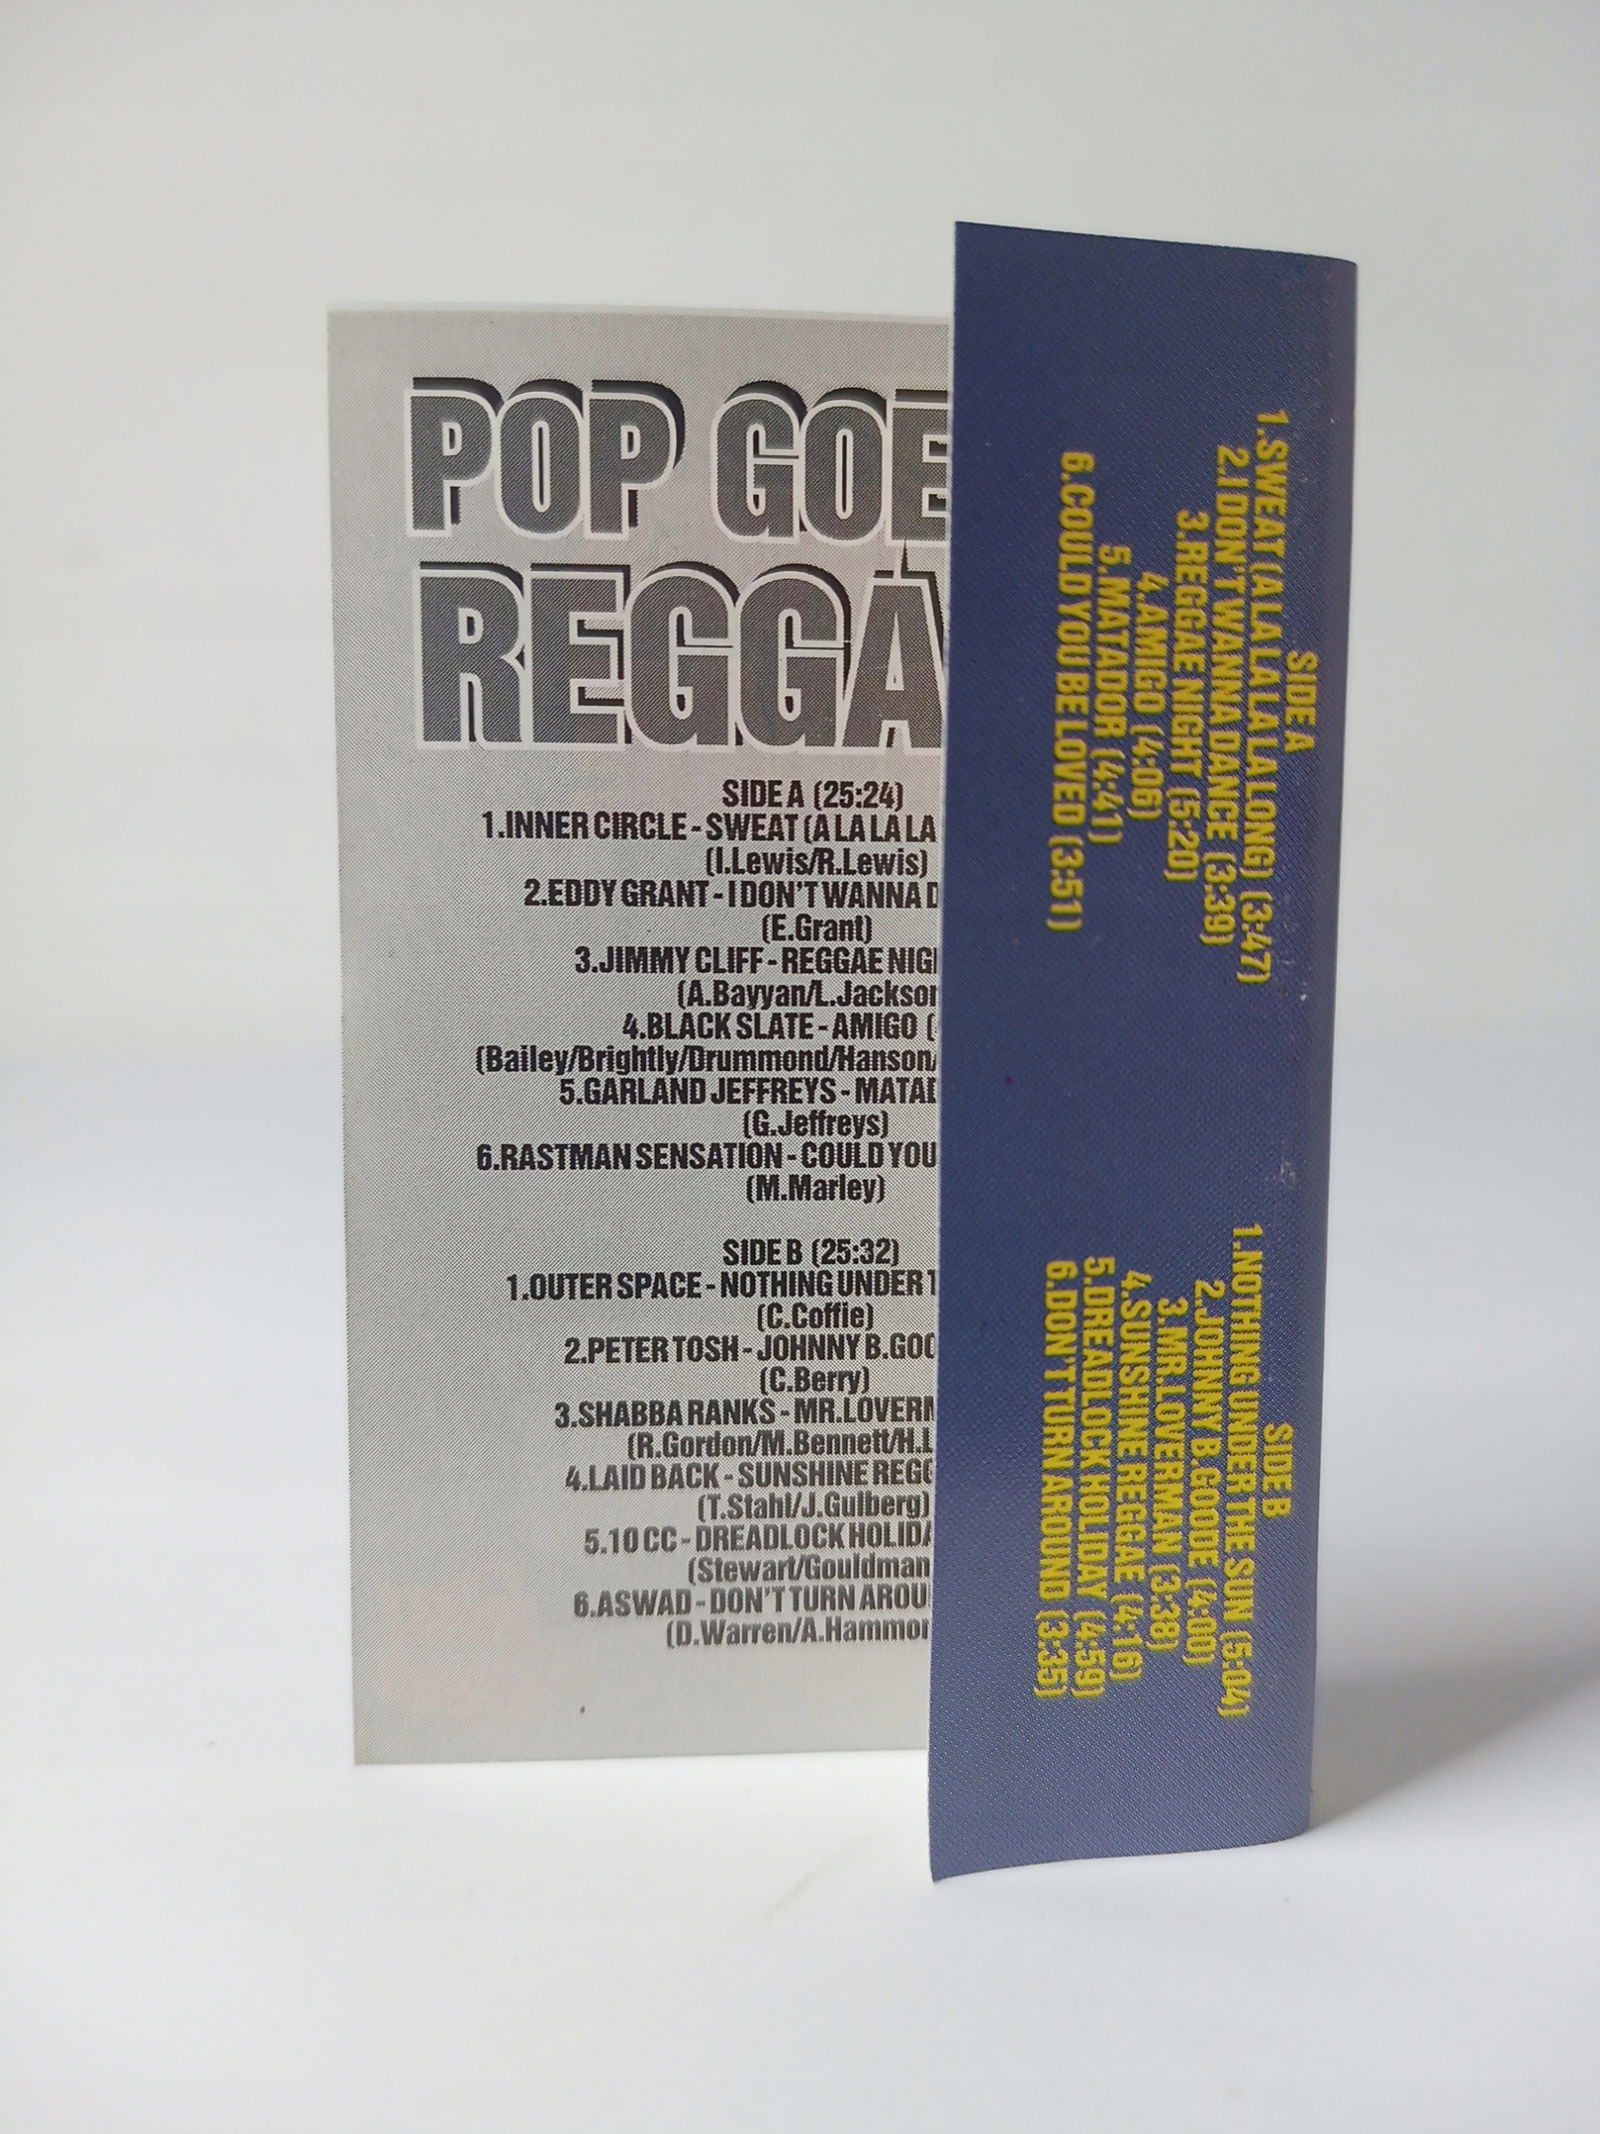 POP GOE
REGGA
SIDE A (25:24)
1.INNER CIRCLE - SWEAT (A LA LA LA
(I.Lewis/R.Lewis)
2.EDDY GRANT - I DON'T WANNA D
(E.Grant)
3.JIMMY CLIFF - REGGAE NIG
(A.Bayyan/L.Jackson
4.BLACK SLATE - AMIGO (
(Bailey/Brightly/Drummond/Hanson/
5.GARLAND JEFFREYS - MATAD
(G.Jeffreys)
6.RASTMAN SENSATION - COULD YOU
(M.Marley)
SIDE B (25:32)
1.OUTER SPACE - NOTHING UNDER T
(C.Coffie)
2.PETER TOSH - JOHNNY B.GOO
(C.Berry)
3.SHABBA RANKS - MR.LOVERM
(R.Gordon/M.Bennett/H.L
4.LAID BACK - SUNSHINE REGG
(T.Stahl/J.Gulberg)
5.10 CC - DREADLOCK HOLIDA
(Stewart/Gouldman
6.ASWAD - DON'T TURN AROU
(D.Warren/A.Hammon
SIDE A
1.SWEAT (A LA LA LA LA LONG) (3:47)
2.I DON'T WANNA DANCE (3:39)
3.REGGAE NIGHT (5:20)
4.AMIGO (4:06)
5.MATADOR (4:41)
6.COULD YOU BE LOVED (3:51)
SIDE B
1.NOTHING UNDER THE SUN (5:04)
2.JOHNNY B.GOODE (4:00)
3.MR.LOVERMAN (3:38)
4.SUNSHINE REGGAE (4:16)
5.DREADLOCK HOLIDAY (4:59)
6.DON'T TURN AROUND (3:35)